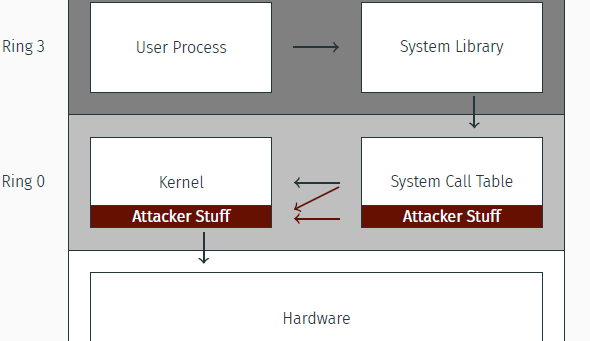 Ring 3
User Process
System Library
Ring 0
Kernel
System Call Table
Attacker Stuff
Attacker Stuff
Hardware